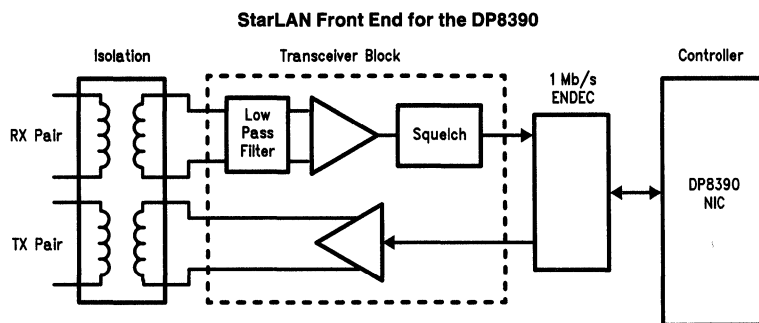 StarLAN Front End for the DP8390
Isolation
Transceiver Block
Controller
1 Mb/s
ENDEC
RX Pair
Low
Pass
Filter
Squelch
DP8390
NIC
TX Pair